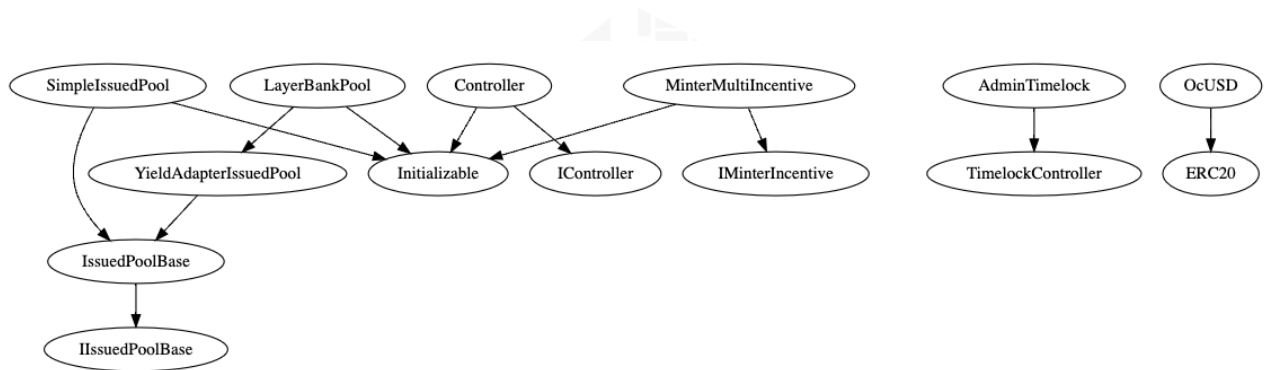 SimpleIssuedPool
LayerBankPool
Controller
MinterMultiIncentive
AdminTimelock
OcUSD
YieldAdapterIssuedPool
Initializable
IController
IMinterIncentive
TimelockController
ERC20
IssuedPoolBase
IIssuedPoolBase